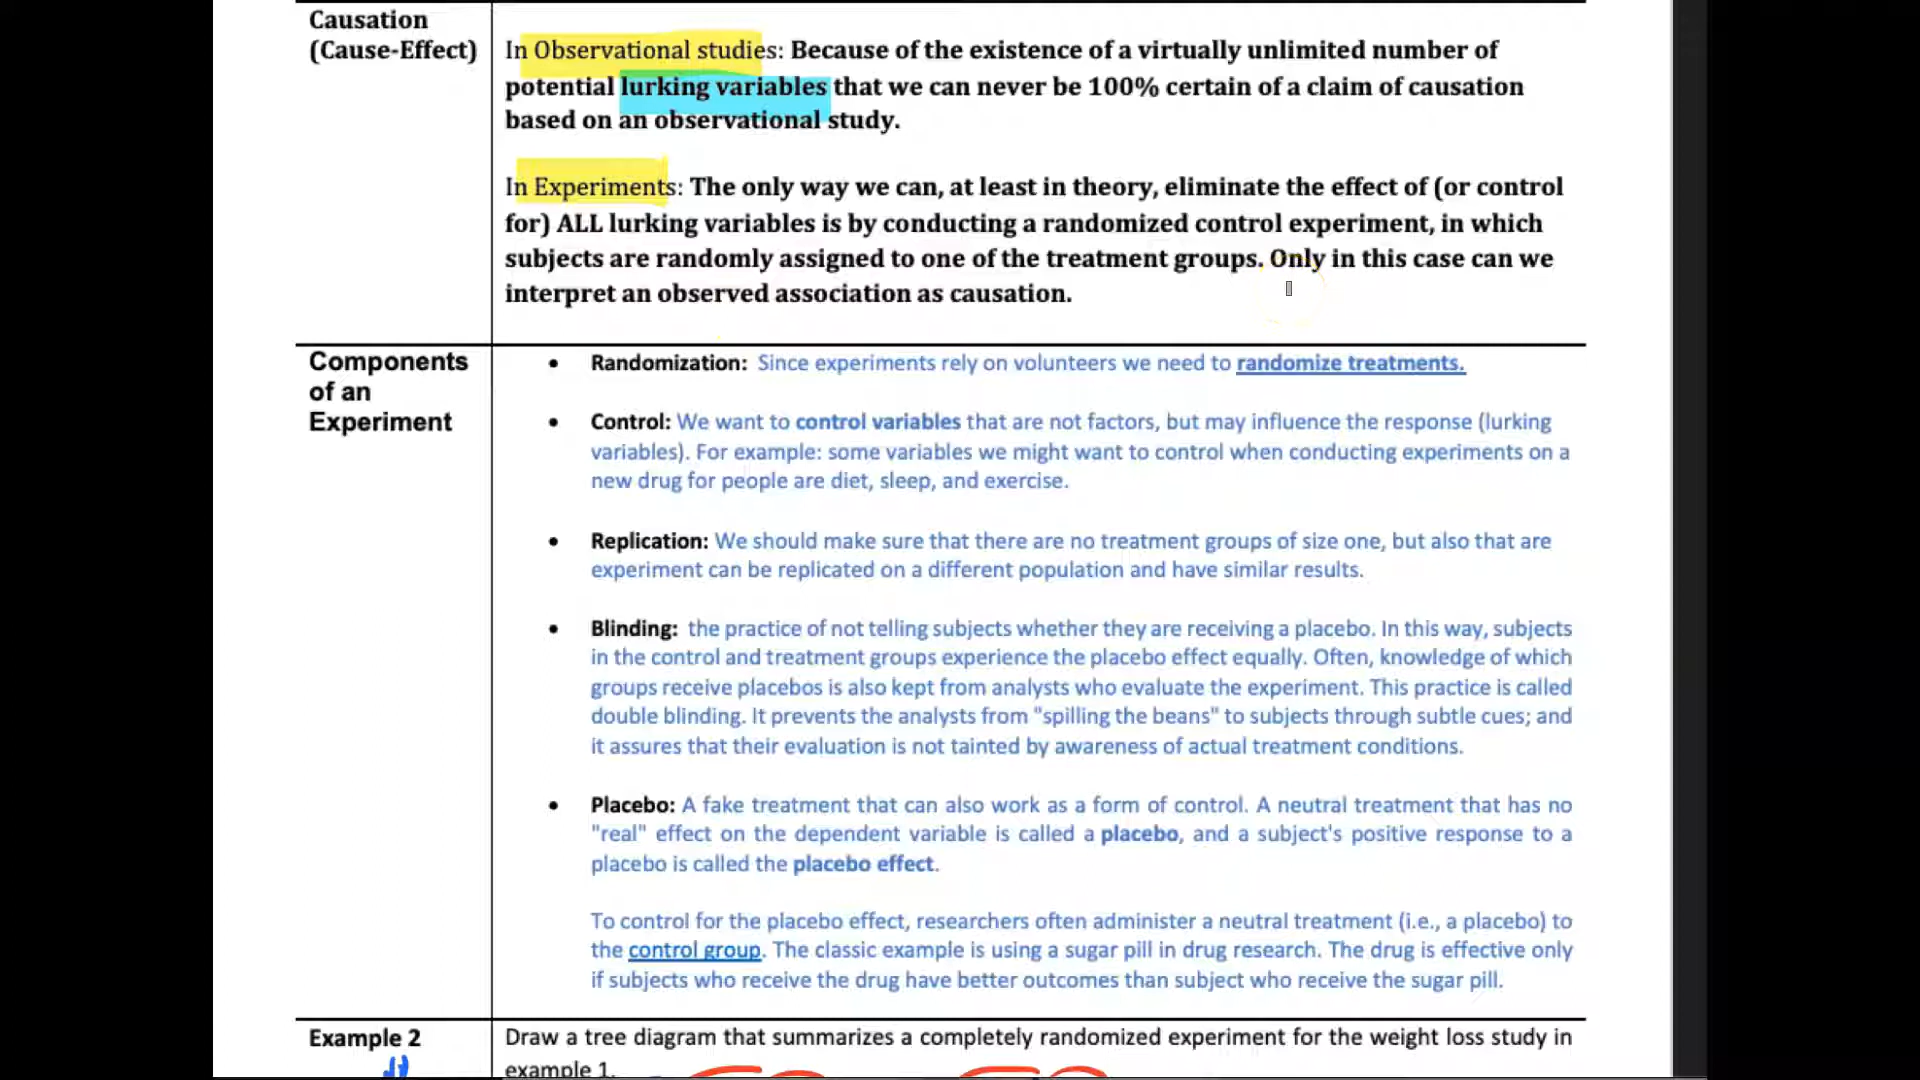 Causation
(Cause-Effect)
In Observational studies: Because of the existence of a virtually unlimited number of
potential lurking variables that we can never be 100% certain of a claim of causation
based on an observational study.
In Experiments: The only way we can, at least in theory, eliminate the effect of (or control
for) ALL lurking variables is by conducting a randomized control experiment, in which
subjects are randomly assigned to one of the treatment groups. Only in this case can we
interpret an observed association as causation.
Components
of an
Experiment
• Randomization: Since experiments rely on volunteers we need to randomize treatments.
• Control: We want to control variables that are not factors, but may influence the response (lurking
variables). For example: some variables we might want to control when conducting experiments on a
new drug for people are diet, sleep, and exercise.
• Replication: We should make sure that there are no treatment groups of size one, but also that are
experiment can be replicated on a different population and have similar results.
• Blinding: the practice of not telling subjects whether they are receiving a placebo. In this way, subjects
in the control and treatment groups experience the placebo effect equally. Often, knowledge of which
groups receive placebos is also kept from analysts who evaluate the experiment. This practice is called
double blinding. It prevents the analysts from "spilling the beans" to subjects through subtle cues; and
it assures that their evaluation is not tainted by awareness of actual treatment conditions.
• Placebo: A fake treatment that can also work as a form of control. A neutral treatment that has no
"real" effect on the dependent variable is called a placebo, and a subject's positive response to a
placebo is called the placebo effect.
To control for the placebo effect, researchers often administer a neutral treatment (i.e., a placebo) to
the control group. The classic example is using a sugar pill in drug research. The drug is effective only
if subjects who receive the drug have better outcomes than subject who receive the sugar pill.
Example 2
Draw a tree diagram that summarizes a completely randomized experiment for the weight loss study in
example 1.